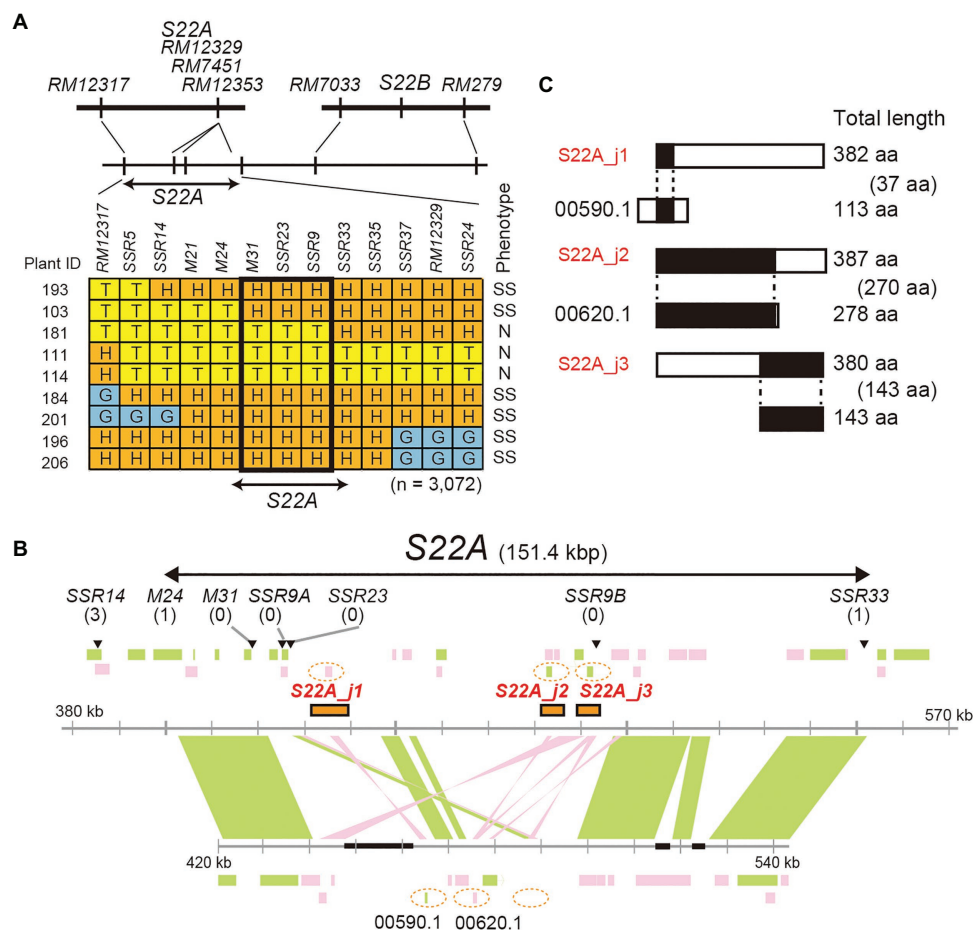 A
S22A
RM12329
RM7451
RM12317 RM12353 RM7033 S22B RM279
S22A
Plant ID RM12317 SSR5 SSR14 M21 M24 M31 SSR23 SSR9 SSR33 SSR35 SSR37 RM12329 SSR24 Phenotype
193 T T H H H H H H H H H H H SS
103 T T T T T H H H H H H H H SS
181 T T T T T T T T H H H H H N
111 H T T T T T T T T T T T T N
114 H T T T T T T T T T T T T N
184 G H H H H H H H H H H H H SS
201 G G G H H H H H H H H H H SS
196 H H H H H H H H H H G G G SS
206 H H H H H H H H H H G G G SS
S22A (n = 3,072)
C
Total length
S22A_j1 382 aa
(37 aa)
00590.1 113 aa
S22A_j2 387 aa
(270 aa)
00620.1 278 aa
S22A_j3 380 aa
(143 aa)
143 aa
B
S22A (151.4 kbp)
SSR14 M24 M31 SSR9A SSR23 SSR9B SSR33
(3) (1) (0) (0) (0) (0) (1)
S22A_j1 S22A_j2 S22A_j3
380 kb 570 kb
420 kb 540 kb
00590.1 00620.1